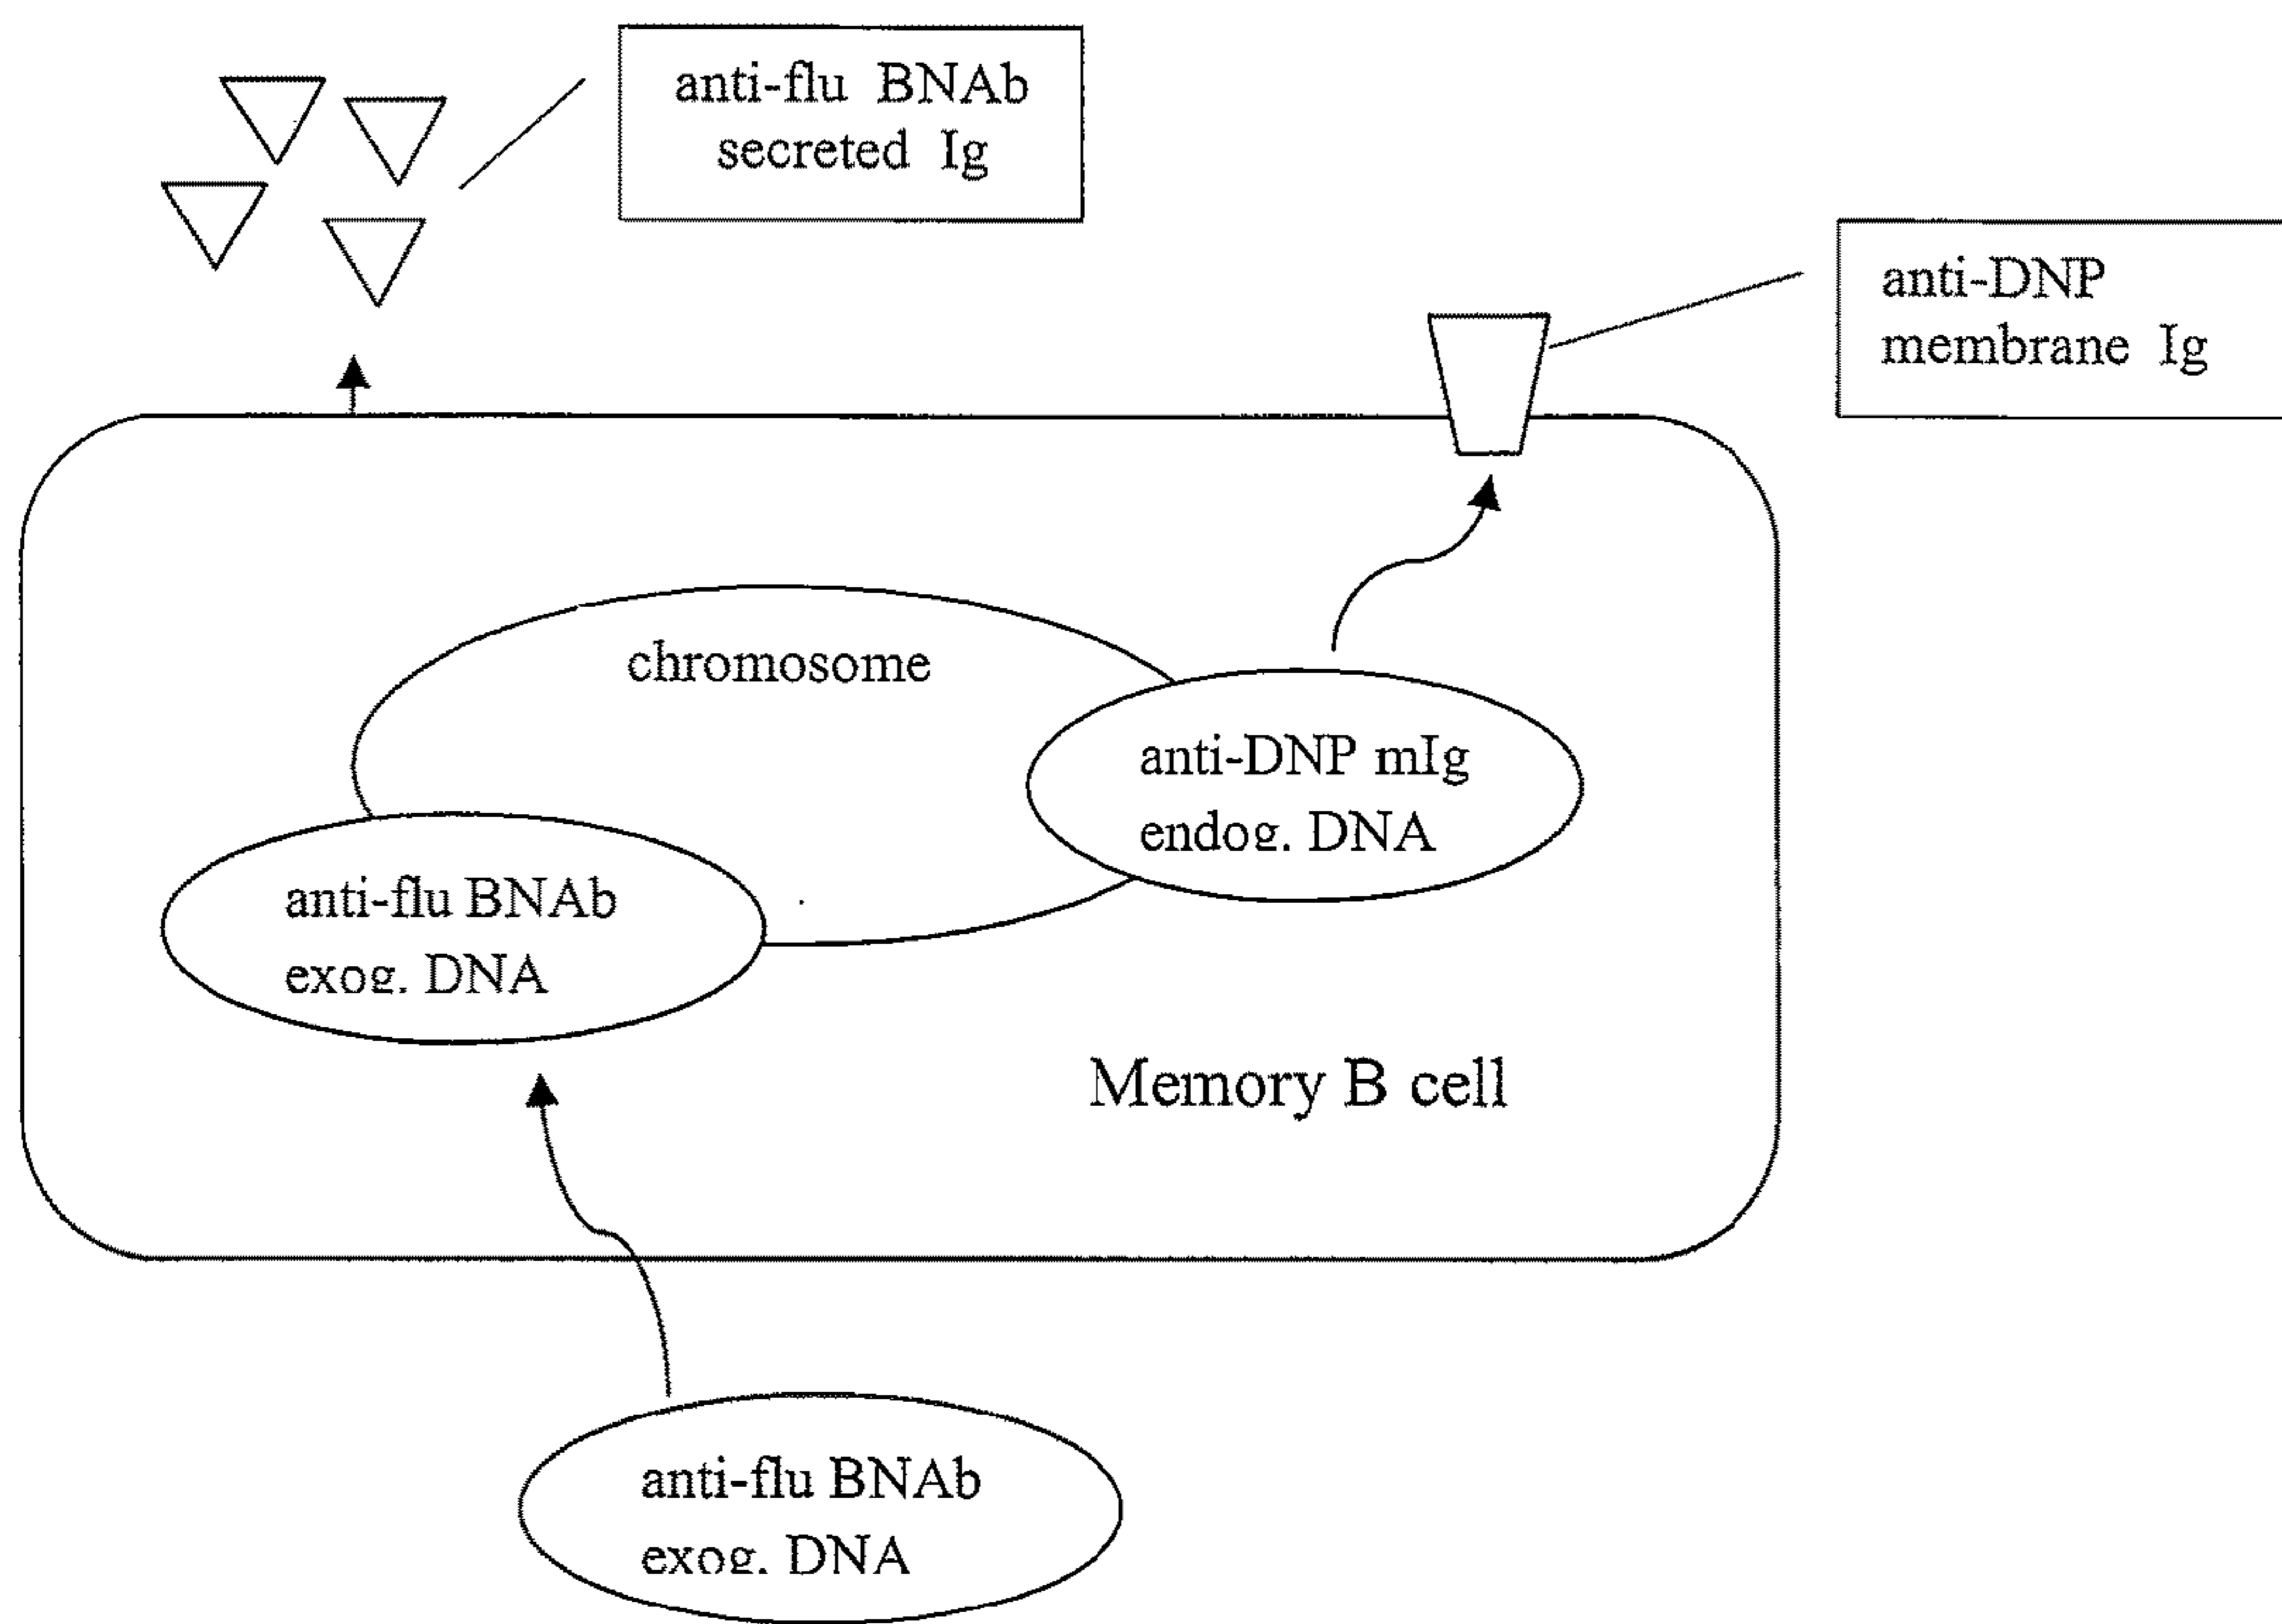 anti-flu BNAb
secreted Ig
anti-DNP
membrane Ig
chromosome
anti-DNP mIg
endog. DNA
anti-flu BNAb
exog. DNA
Memory B cell
anti-flu BNAb
exog. DNA